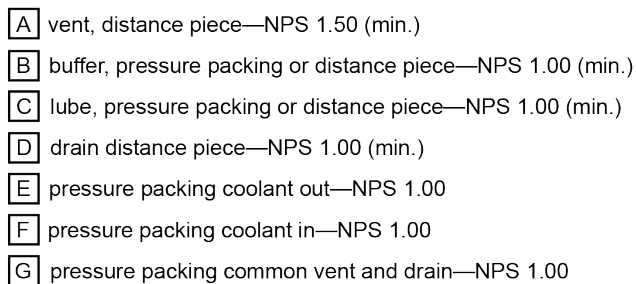 A vent, distance piece—NPS 1.50 (min.)
B buffer, pressure packing or distance piece—NPS 1.00 (min.)
C lube, pressure packing or distance piece—NPS 1.00 (min.)
D drain distance piece—NPS 1.00 (min.)
E pressure packing coolant out—NPS 1.00
F pressure packing coolant in—NPS 1.00
G pressure packing common vent and drain—NPS 1.00